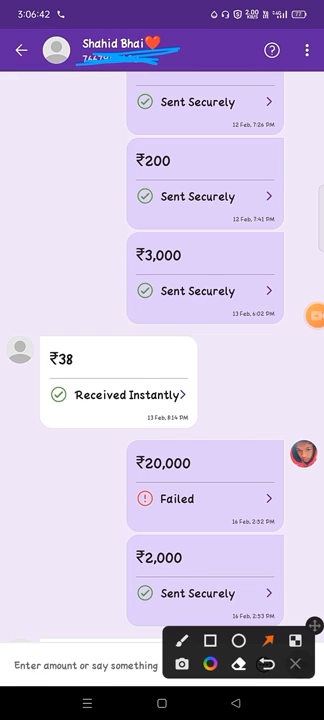 3:06:42
2.00
77
Shahid Bhai❤️
Sent Securely
12 Feb, 7:26 PM
₹200
Sent Securely
12 Feb, 7:41 PM
₹3,000
Sent Securely
13 Feb, 6:02 PM
₹38
Received Instantly
13 Feb, 8:14 PM
₹20,000
Failed
16 Feb, 2:52 PM
₹2,000
Sent Securely
16 Feb, 2:53 PM
Enter amount or say something